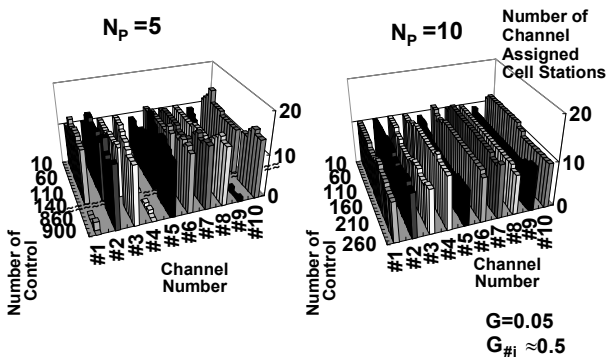 N_P =5
20
10
0
10
60
110
140
860
900
Number of
Control
#1
#2
#3
#4
#5
#6
#7
#8
#9
#10
Channel
Number
N_P =10
Number of
Channel
Assigned
Cell Stations
20
10
0
10
60
110
160
210
260
Number of
Control
#1
#2
#3
#4
#5
#6
#7
#8
#9
#10
Channel
Number
G=0.05
G_#i ≈0.5